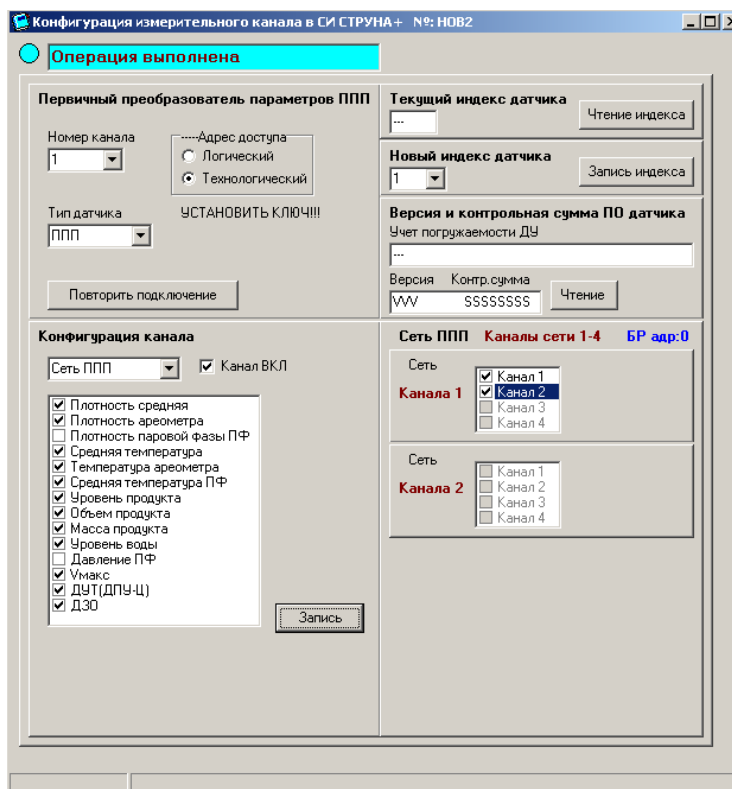 Конфигурация измерительного канала в СИ СТРУНА+ №: НОВ2
Операция выполнена
Первичный преобразователь параметров ППП
Номер канала
1
-----Адрес доступа
Логический
Технологический
Тип датчика
УСТАНОВИТЬ КЛЮЧ!!!
ППП
Повторить подключение
Текущий индекс датчика
---
Чтение индекса
Новый индекс датчика
1
Запись индекса
Версия и контрольная сумма ПО датчика
Учет погружаемости ДУ
---
Версия Контр.сумма
VVV SSSSSSSS
Чтение
Конфигурация канала
Сеть ППП
Канал ВКЛ
Плотность средняя
Плотность ареометра
Плотность паровой фазы ПФ
Средняя температура
Температура ареометра
Средняя температура ПФ
Уровень продукта
Объем продукта
Масса продукта
Уровень воды
Давление ПФ
Vмакс
ДУТ(ДПУ-Ц)
ДЗО
Запись
Сеть ППП Каналы сети 1-4 БР адр:0
Сеть
Канала 1
Канал 1
Канал 2
Канал 3
Канал 4
Сеть
Канала 2
Канал 1
Канал 2
Канал 3
Канал 4